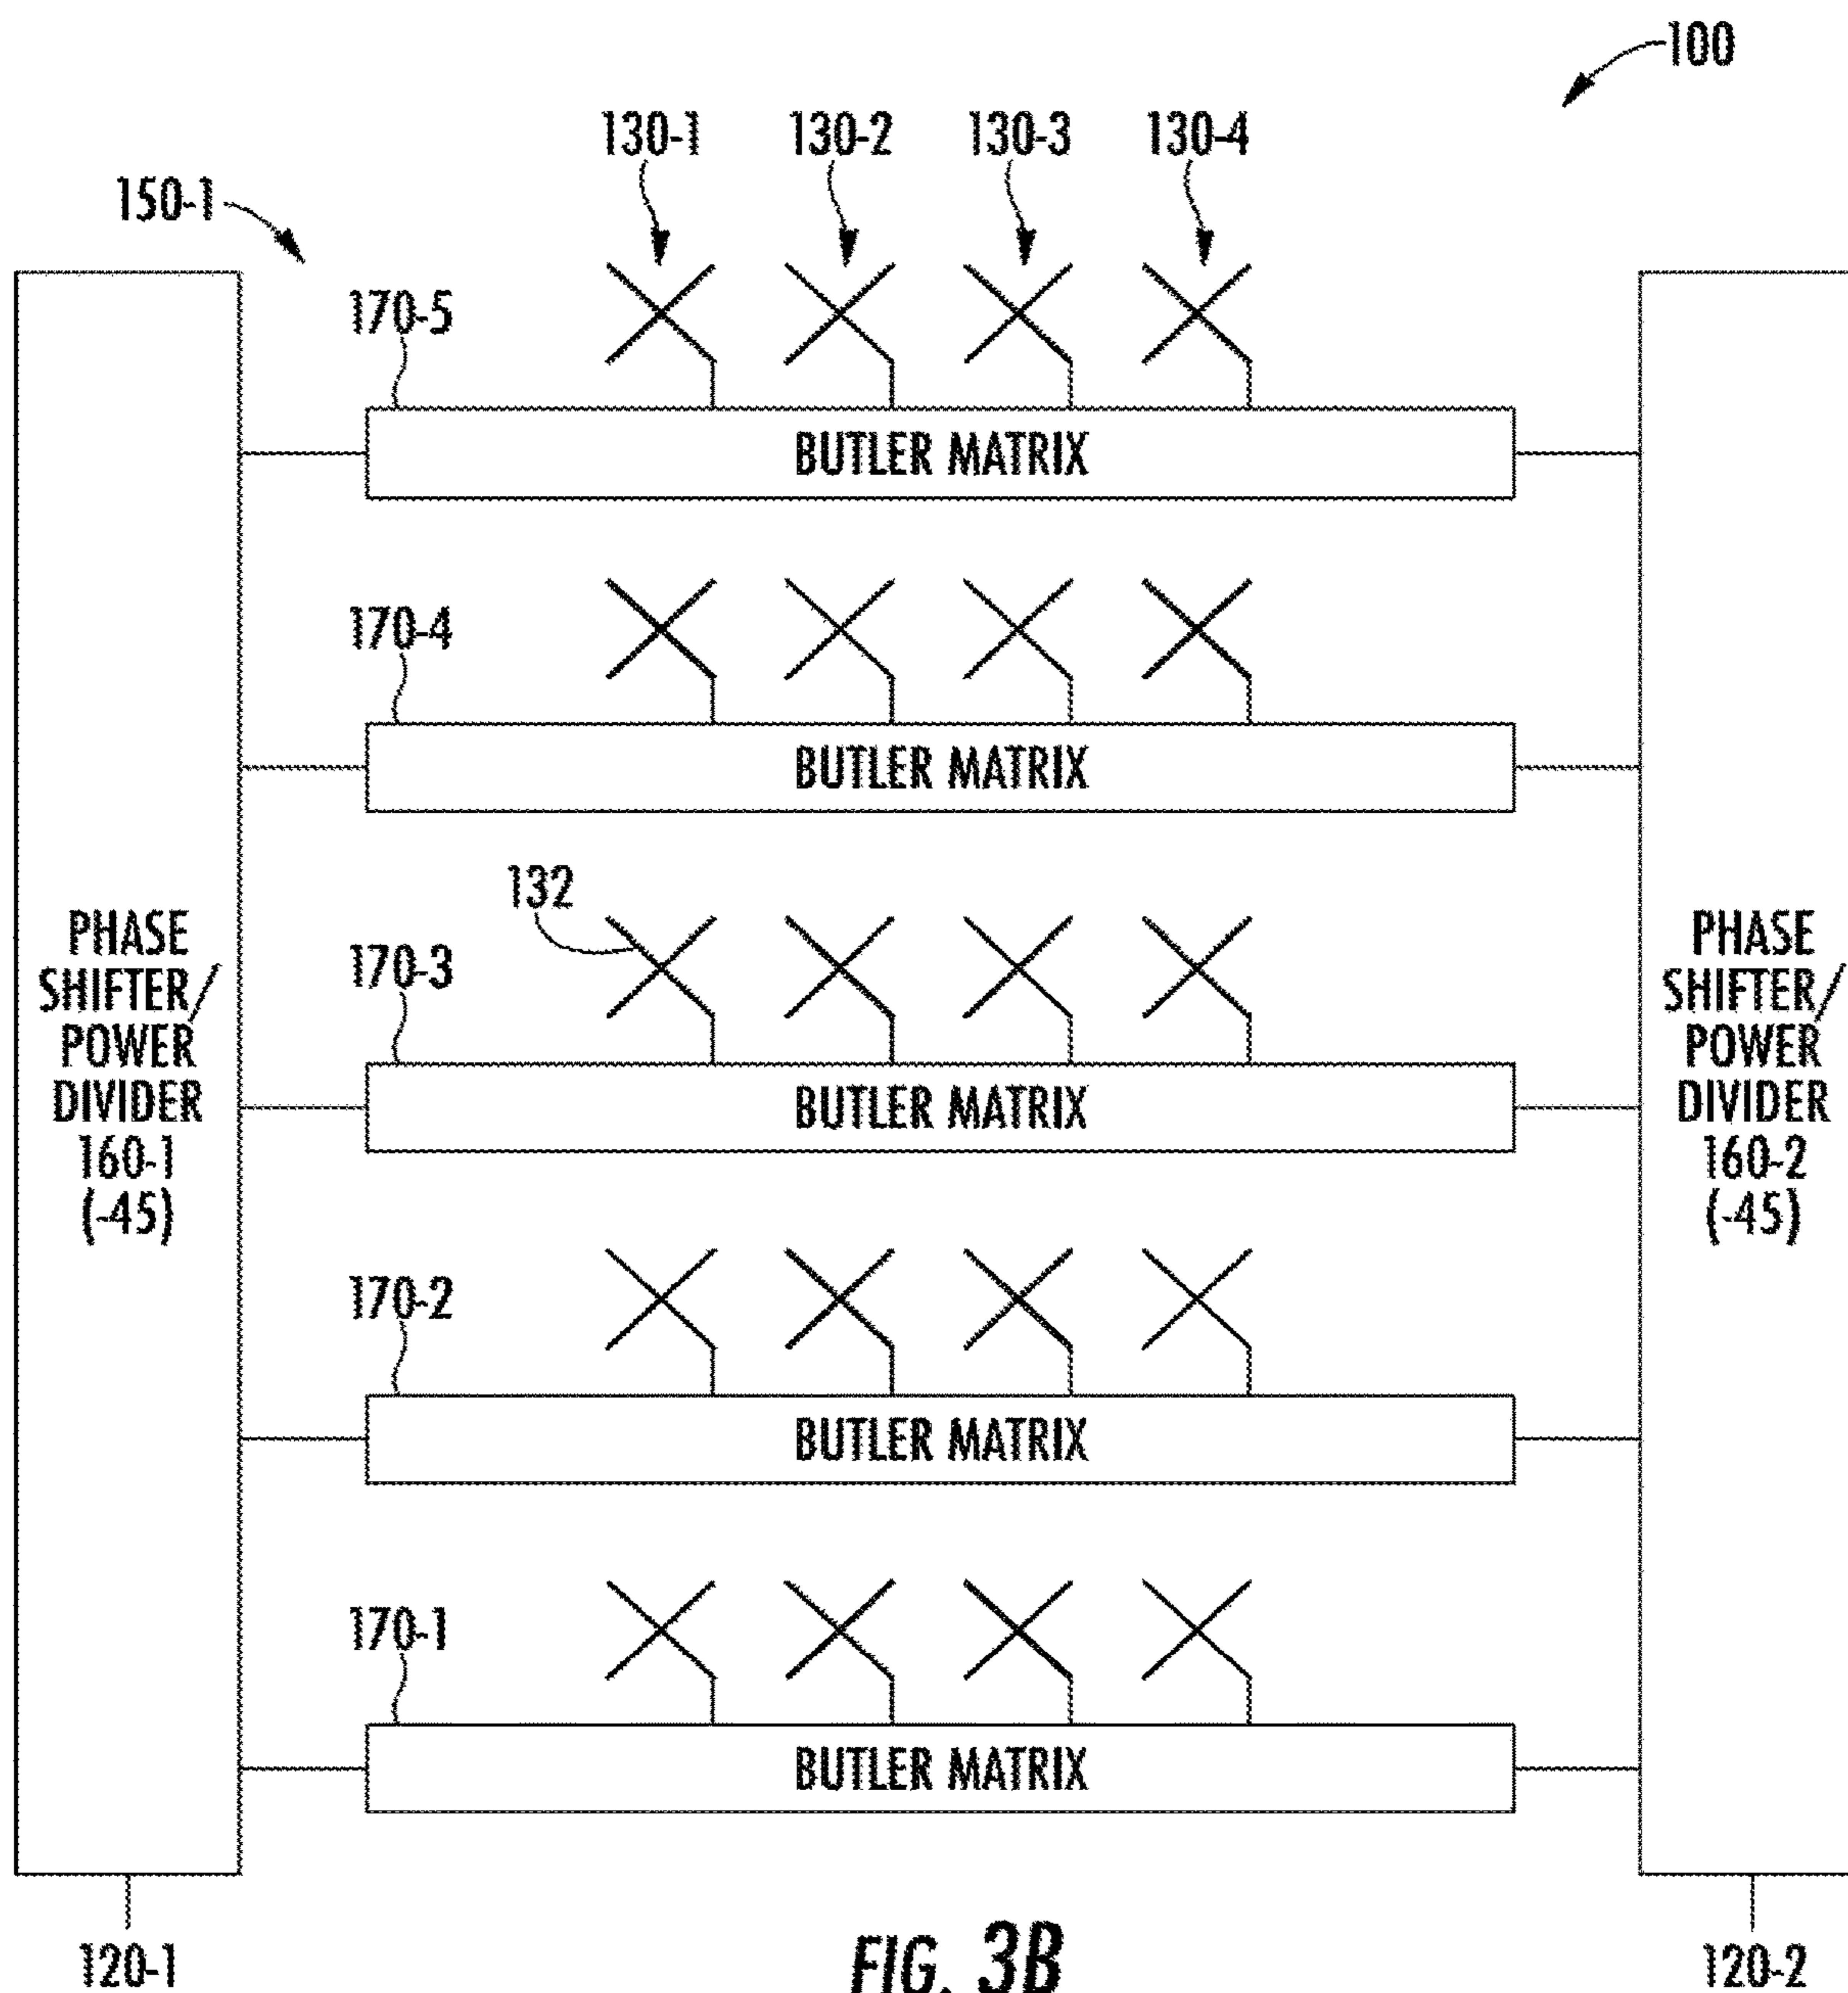 100
130-1 130-2 130-3 130-4
150-1
170-5
BUTLER MATRIX
170-4
BUTLER MATRIX
132
170-3
BUTLER MATRIX
170-2
BUTLER MATRIX
170-1
BUTLER MATRIX
PHASE
SHIFTER/
POWER
DIVIDER
160-1
(-45)
PHASE
SHIFTER/
POWER
DIVIDER
160-2
(-45)
120-1
120-2
FIG. 3B